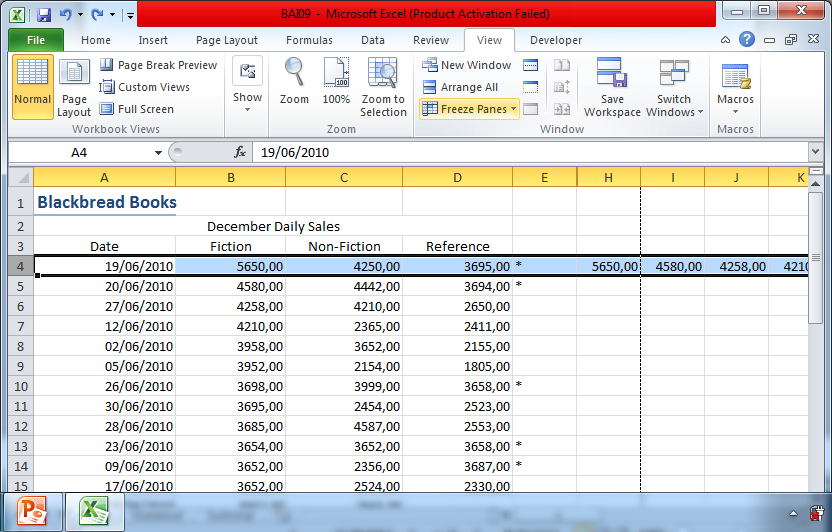 BAI09 - Microsoft Excel (Product Activation Failed)
File Home Insert Page Layout Formulas Data Review View Developer
Normal
Page Layout
Page Break Preview
Custom Views
Full Screen
Workbook Views
Show
Zoom
100%
Zoom to Selection
Zoom
New Window
Arrange All
Freeze Panes
Save Workspace
Switch Windows
Window
Macros
Macros
A4 fx 19/06/2010
A B C D E H I J K
1 Blackbread Books
2 December Daily Sales
3 Date Fiction Non-Fiction Reference
4 19/06/2010 5650,00 4250,00 3695,00 * 5650,00 4580,00 4258,00 4210
5 20/06/2010 4580,00 4442,00 3694,00 *
6 27/06/2010 4258,00 4210,00 2650,00
7 12/06/2010 4210,00 2365,00 2411,00
8 02/06/2010 3958,00 3652,00 2155,00
9 05/06/2010 3952,00 2154,00 1805,00
10 26/06/2010 3698,00 3999,00 3658,00 *
11 30/06/2010 3695,00 2454,00 2523,00
12 28/06/2010 3685,00 4587,00 2553,00
13 23/06/2010 3654,00 3652,00 3658,00 *
14 09/06/2010 3652,00 2356,00 3687,00 *
15 17/06/2010 3652,00 2524,00 2330,00